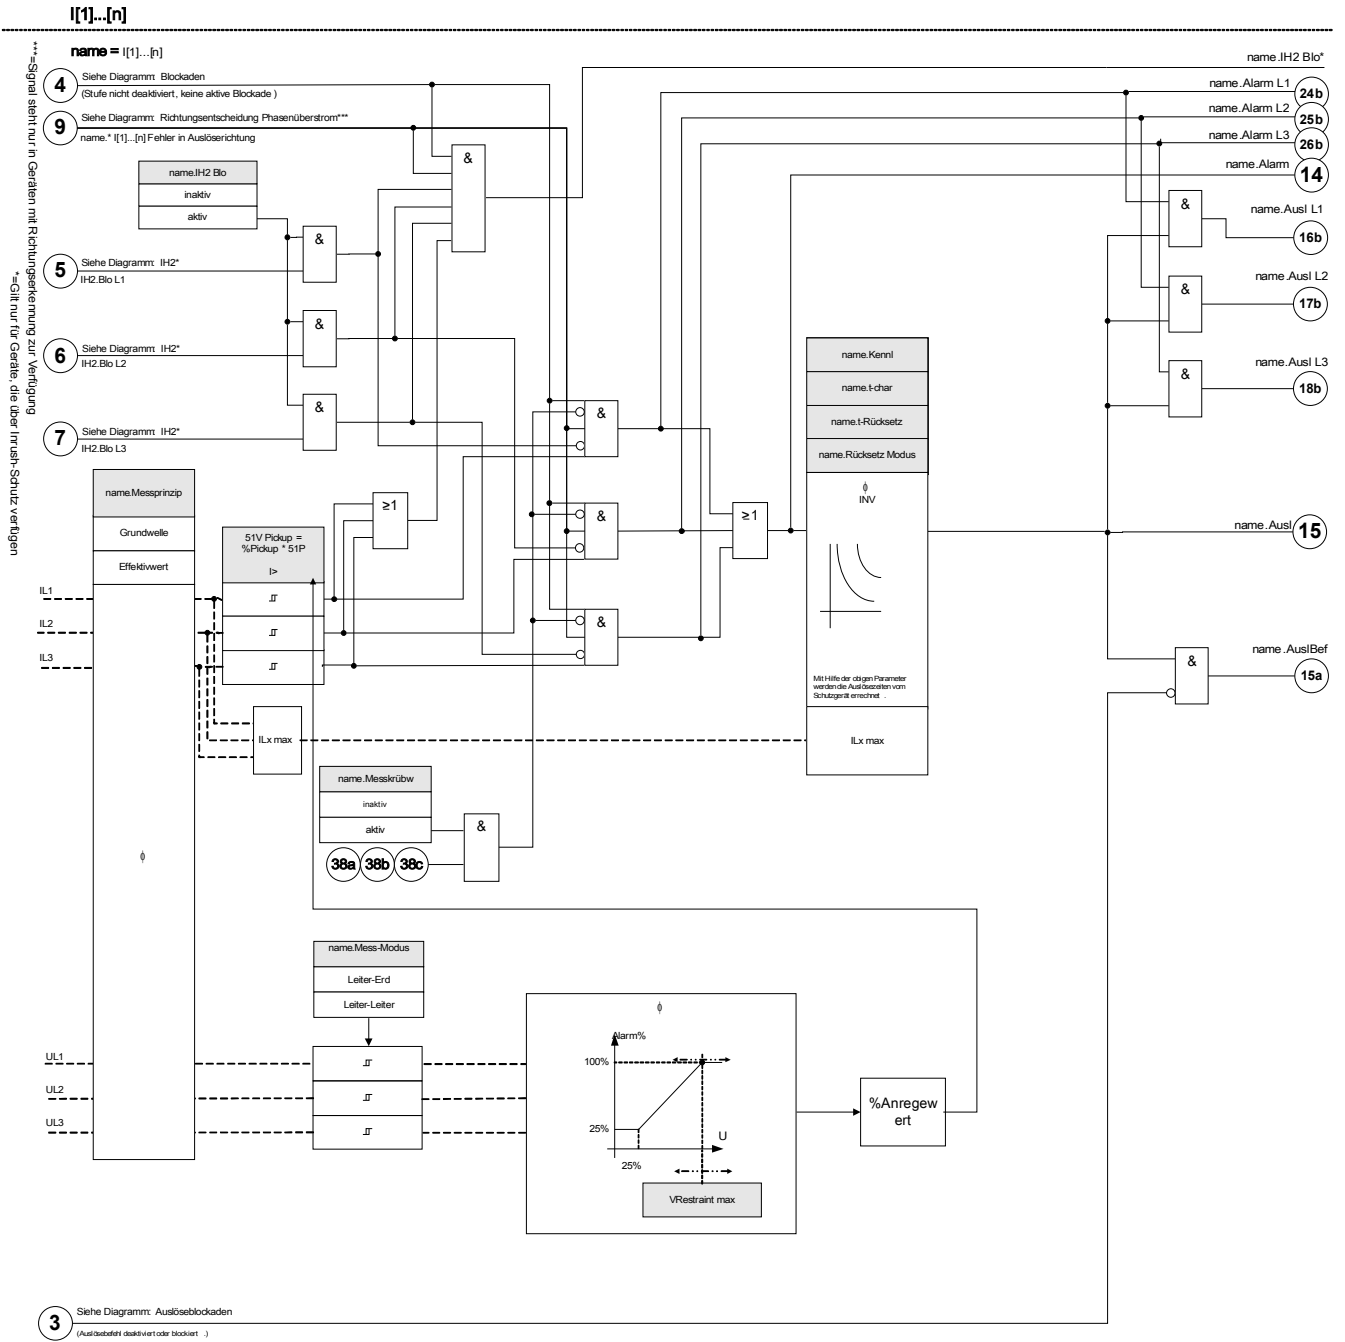 I[1]...[n]
name = I[1]...[n]
name.IH2 Blo*
4
Siehe Diagramm: Blockaden
(Stufe nicht deaktiviert, keine aktive Blockade )
name.Alarm L1
24b
name.Alarm L2
25b
9
Siehe Diagramm: Richtungsentscheidung Phasenüberstrom***
name.* I[1]...[n] Fehler in Auslöserichtung
name.Alarm L3
26b
name.Alarm
14
***=Signal steht nur in Geräten mit Richtungserkennung zur Verfügung
*=Gilt nur für Geräte, die über Inrush-Schutz verfügen
name.IH2 Blo
inaktiv
aktiv
&
&
&
name.Ausl L1
16b
5
Siehe Diagramm: IH2*
IH2.Blo L1
&
name.Ausl L2
17b
&
6
Siehe Diagramm: IH2*
IH2.Blo L2
name.Kennl
name.t-char
name.t-Rücksetz
name.Rücksetz Modus
&
name.Ausl L3
18b
&
7
Siehe Diagramm: IH2*
IH2.Blo L3
&
name.Messprinzip
Grundwelle
Effektivwert
ϕ
≥1
&
≥1
ϕ
INV
51V Pickup =
%Pickup * 51P
I>
name.Ausl
15
IL1
IL2
IL3
&
Mit Hilfe der obigen Parameter
werden die Auslösezeiten vom
Schutzgerät errechnet .
&
name.AuslBef
15a
ILx max
ILx max
name.Messkrübw
inaktiv
aktiv
&
38a
38b
38c
name.Mess-Modus
Leiter-Erd
Leiter-Leiter
ϕ
Alarm%
100%
25%
U
25%
VRestraint max
UL1
UL2
UL3
%Anregew
ert
3
Siehe Diagramm: Auslöseblockaden
(Auslösebefehl deaktiviert oder blockiert .)